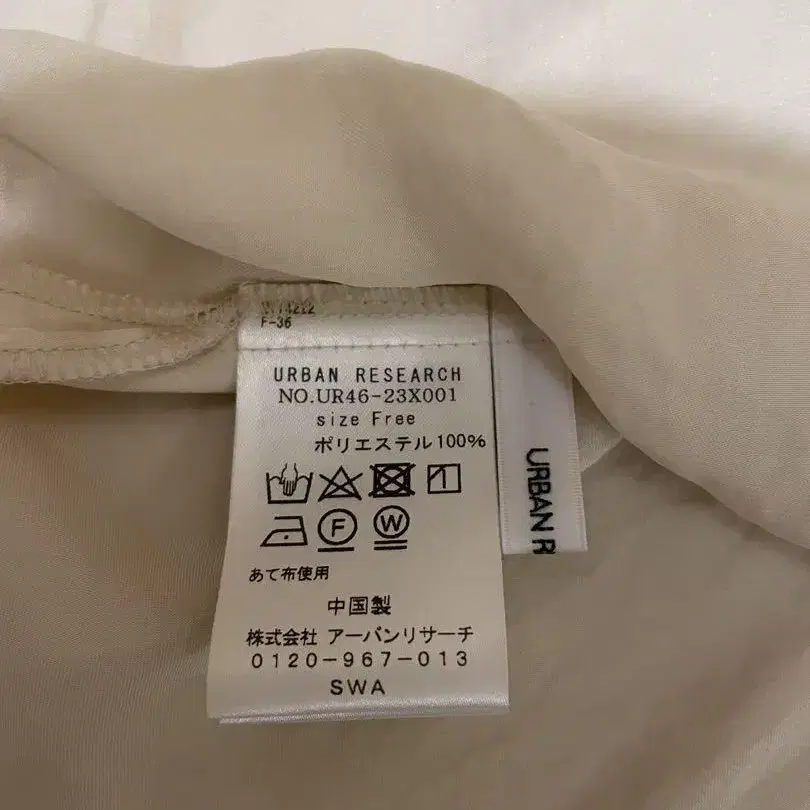 F-36
URBAN RESEARCH
NO.UR46-23X001
size Free
ポリエステル100%
F
W
あて布使用
中国製
株式会社 アーバンリサーチ
0120-967-013
SWA
URBAN R